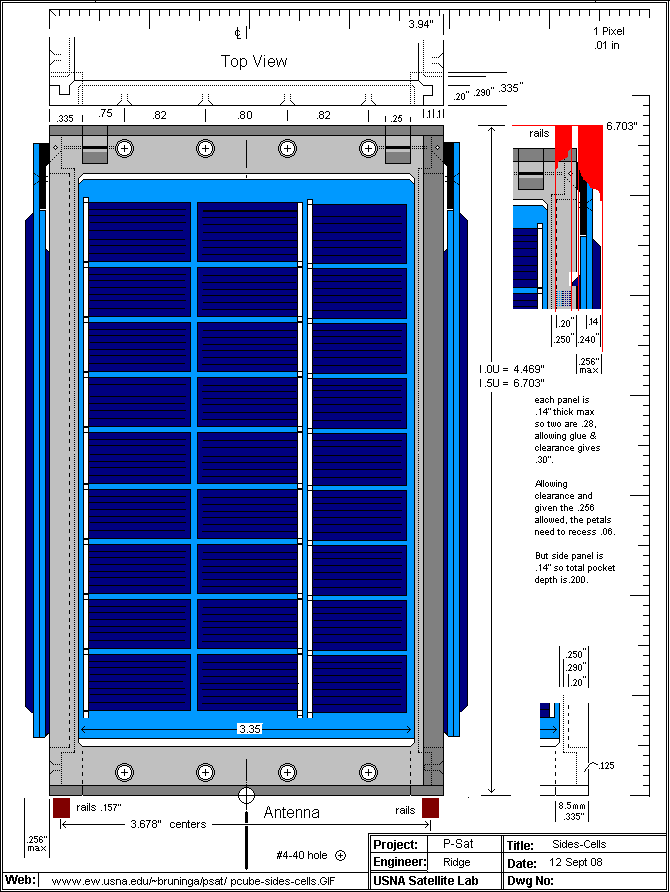 3.94"
1 Pixel
.01 in
Top View
.335"
.290"
.20"
.335
.75
.82
.80
.82
.25
.11
6.703"
rails
.20"
.14
.250"
.240"
.256"
max
1.0U = 4.469"
1.5U = 6.703"
each panel is
.14" thick max
so two are .28,
allowing glue &
clearance gives
.30".
Allowing
clearance and
given the .256
allowed, the petals
need to recess .06.
But side panel is
.14" so total pocket
depth is.200.
.250"
.290"
.20"
3.35
.125
8.5mm
.335"
rails .157"
Antenna
rails
3.678" centers
.256"
max
#4-40 hole
Project: P-Sat
Title: Sides-Cells
Engineer: Ridge
Date: 12 Sept 08
Web: www.ew.usna.edu/~bruninga/psat/ pcube-sides-cells.GIF
USNA Satellite Lab
Dwg No: